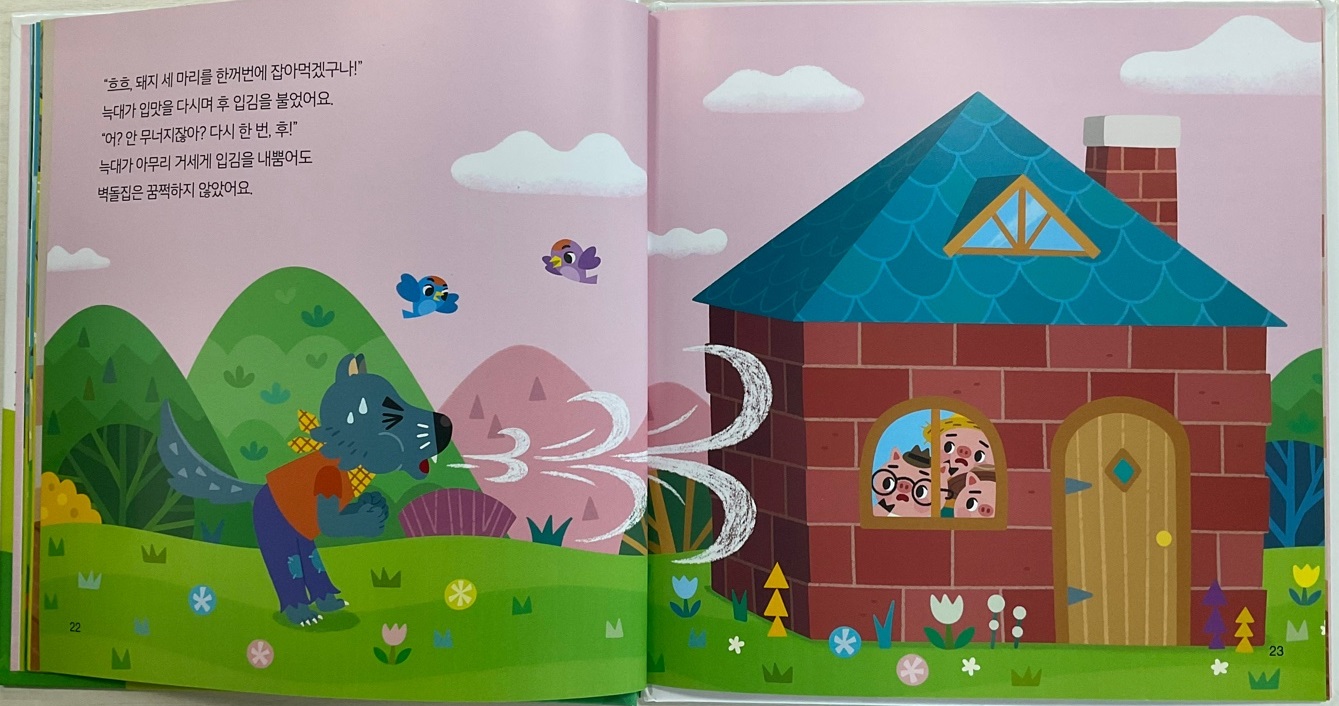 “흐흐, 돼지 세 마리를 한꺼번에 잡아먹겠구나!”
늑대가 입맛을 다시며 후 입김을 불었어요.
“어? 안 무너지잖아? 다시 한 번, 후!”
늑대가 아무리 거세게 입김을 내뿜어도
벽돌집은 꿈쩍하지 않았어요.
22
23